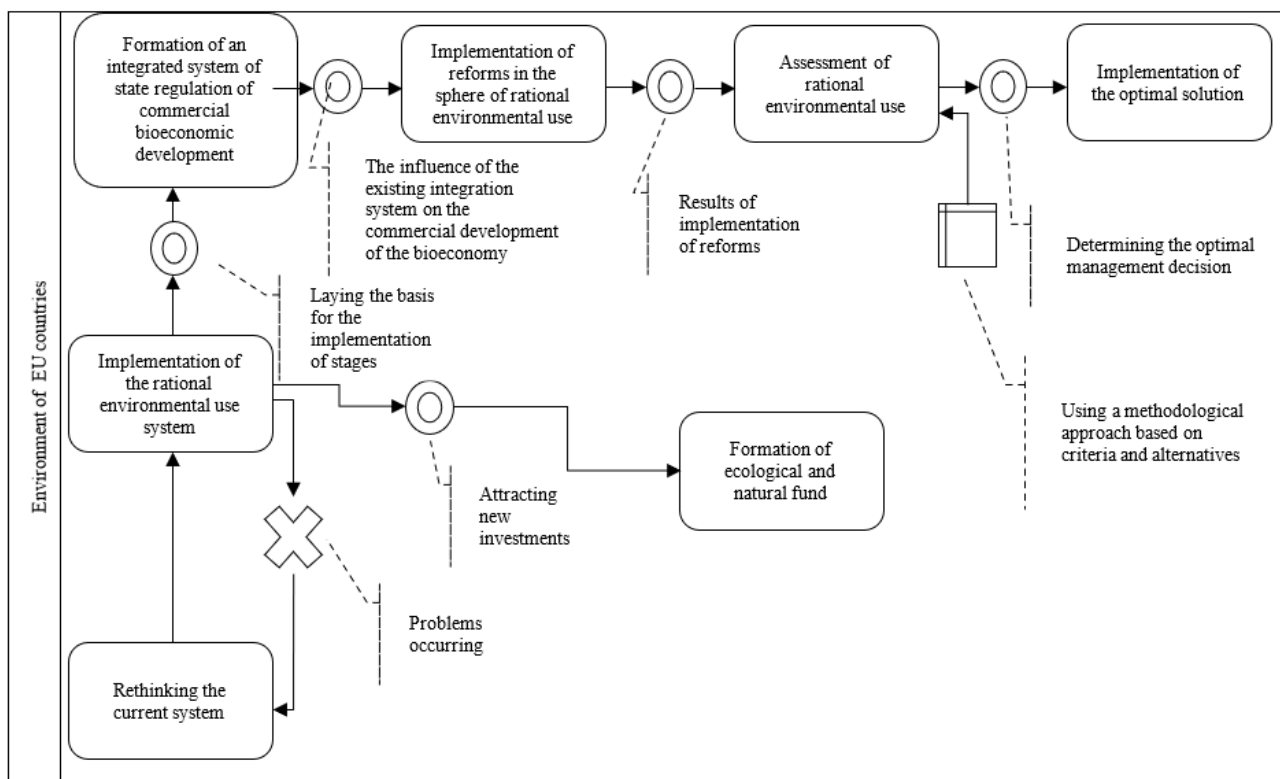 Environment of EU countries
Formation of an
integrated system of
state regulation of
commercial
bioeconomic
development
Implementation of
reforms in the
sphere of rational
environmental use
Assessment of
rational
environmental use
Implementation of
the optimal solution
The influence of the
existing integration
system on the
commercial development
of the bioeconomy
Results of
implementation
of reforms
Determining the optimal
management decision
Laying the basis
for the
implementation
of stages
Implementation of
the rational
environmental use
system
Using a methodological
approach based on
criteria and alternatives
Formation of
ecological and
natural fund
Attracting
new
investments
Problems
occurring
Rethinking the
current system